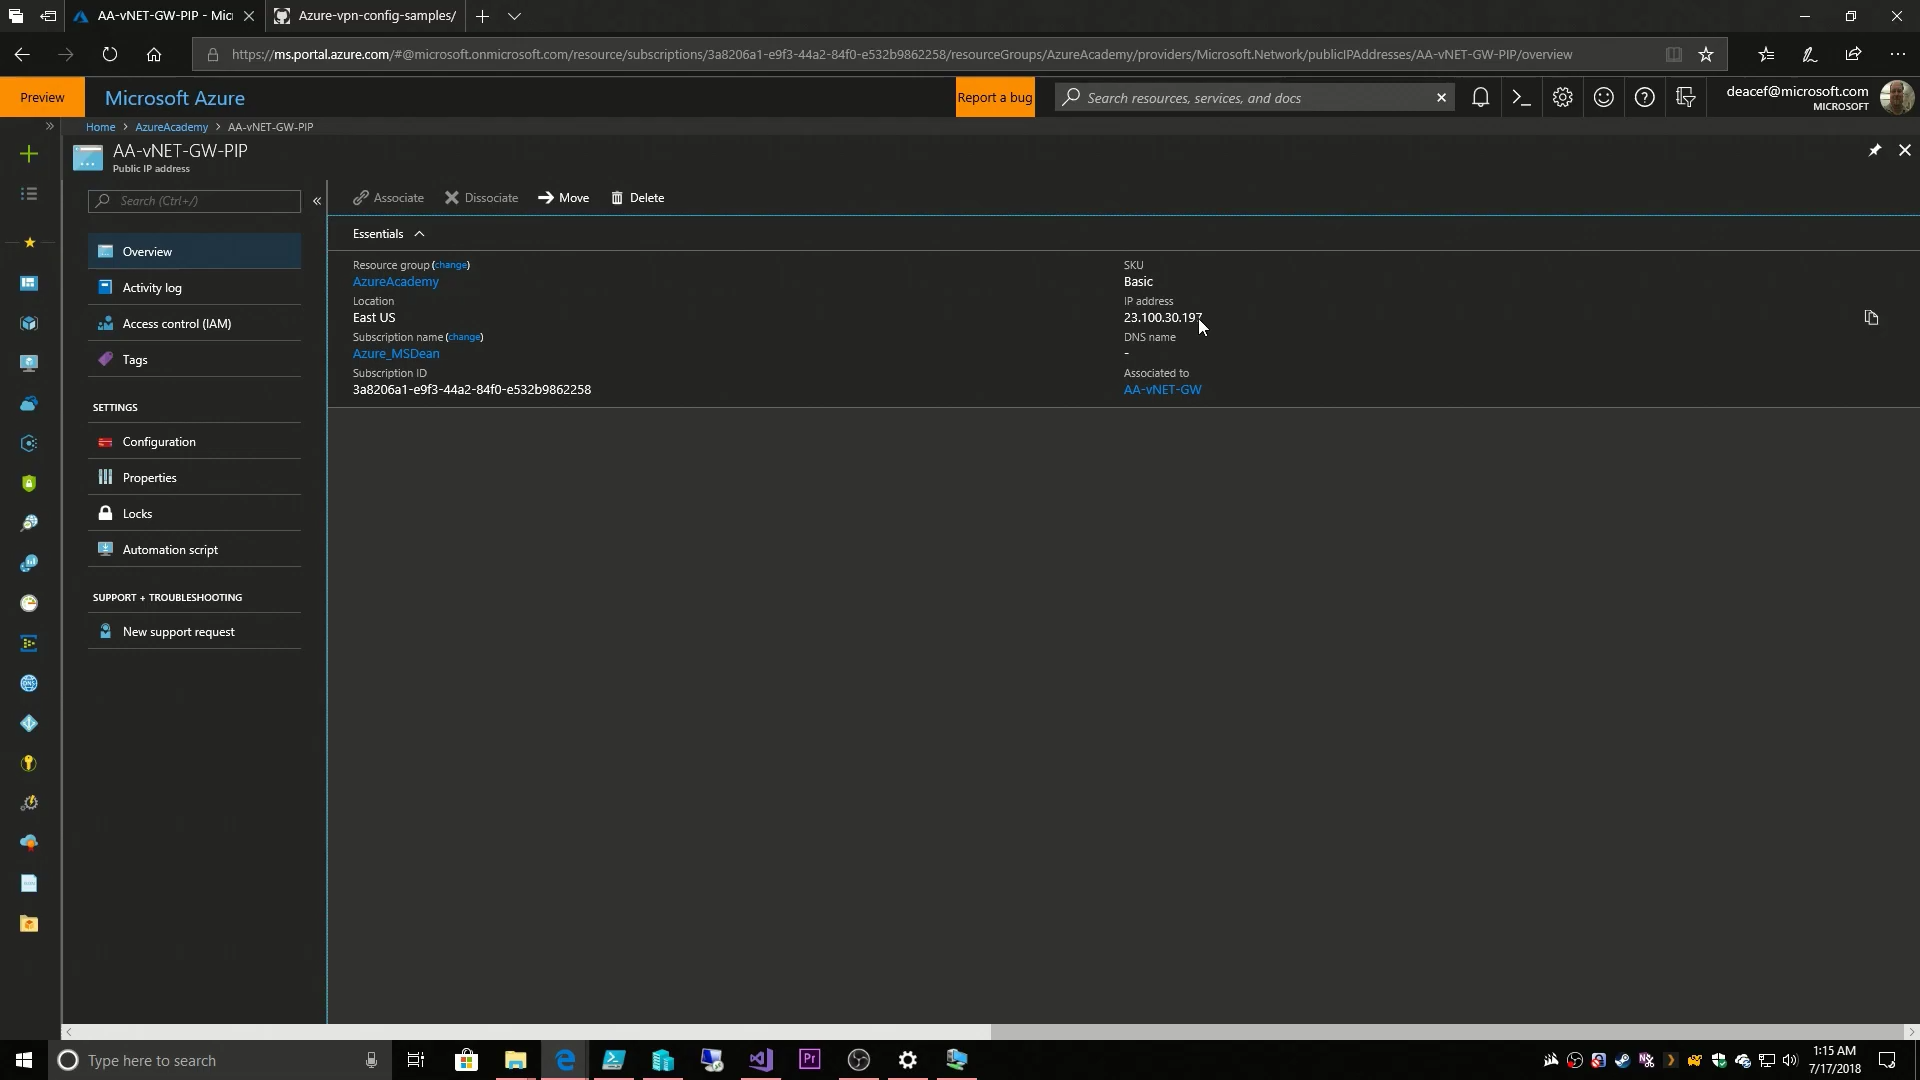 AA-vNET-GW-PIP - Mic
Azure-vpn-config-samples/
https://ms.portal.azure.com/#@microsoft.onmicrosoft.com/resource/subscriptions/3a8206a1-e9f3-44a2-84f0-e532b9862258/resourceGroups/AzureAcademy/providers/Microsoft.Network/publicIPAddresses/AA-vNET-GW-PIP/overview
Preview
Microsoft Azure
Report a bug
Search resources, services, and docs
deacef@microsoft.com
MICROSOFT
Home > AzureAcademy > AA-vNET-GW-PIP
AA-vNET-GW-PIP
Public IP address
Search (Ctrl+/)
Associate
Dissociate
Move
Delete
Essentials
Overview
Activity log
Access control (IAM)
Tags
SETTINGS
Configuration
Properties
Locks
Automation script
SUPPORT + TROUBLESHOOTING
New support request
Resource group (change)
AzureAcademy
Location
East US
Subscription name (change)
Azure_MSDean
Subscription ID
3a8206a1-e9f3-44a2-84f0-e532b9862258
SKU
Basic
IP address
23.100.30.197
DNS name
-
Associated to
AA-vNET-GW
Type here to search
Pr
1:15 AM
7/17/2018